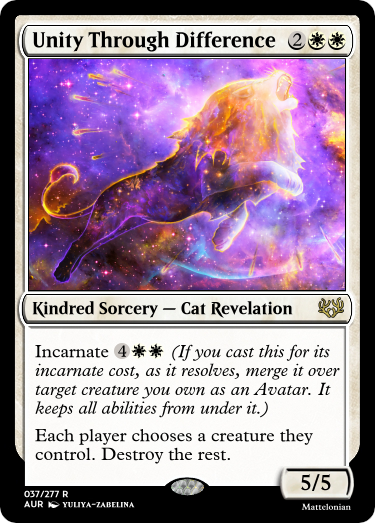 Unity Through Difference 2
Kindred Sorcery — Cat Revelation
Incarnate 4 (If you cast this for its
incarnate cost, as it resolves, merge it over
target creature you own as an Avatar. It
keeps all abilities from under it.)
Each player chooses a creature they
control. Destroy the rest.
5/5
037/277 R
AUR YULIYA-ZABELINA
Mattelonian